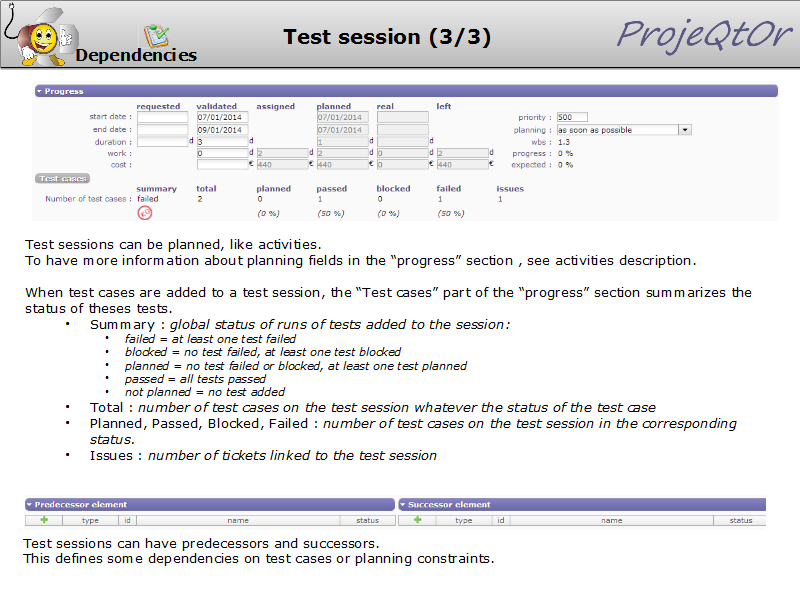 Dependencies
Test session (3/3)
ProjeQtOr
Progress
requested validated assigned planned real left
start date : 07/01/2014 07/01/2014 priority : 500
end date : 09/01/2014 07/01/2014 planning : as soon as possible
duration : d 3 d 1 d d wbs : 1.3
work : 0 d 2 d 2 d 0 d 2 d progress : 0 %
cost : € 440 € 440 € 0 € 440 € expected : 0 %
Test cases
summary total planned passed blocked failed issues
Number of test cases : failed 2 0 1 0 1 1
(0 %) (50 %) (0 %) (50 %)
Test sessions can be planned, like activities.
To have more information about planning fields in the “progress” section , see activities description.
When test cases are added to a test session, the “Test cases” part of the “progress” section summarizes the
status of theses tests.
• Summary : global status of runs of tests added to the session:
• failed = at least one test failed
• blocked = no test failed, at least one test blocked
• planned = no test failed or blocked, at least one test planned
• passed = all tests passed
• not planned = no test added
• Total : number of test cases on the test session whatever the status of the test case
• Planned, Passed, Blocked, Failed : number of test cases on the test session in the corresponding
status.
• Issues : number of tickets linked to the test session
Predecessor element Successor element
type id name status type id name status
Test sessions can have predecessors and successors.
This defines some dependencies on test cases or planning constraints.